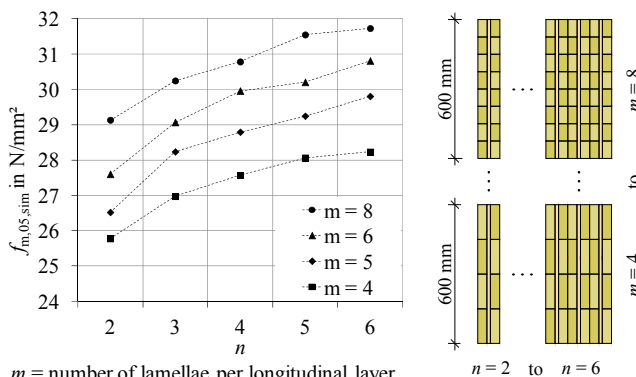 32
31
30
29
28
27
26
25
24
f m,05,sim in N/mm²
m = 8
m = 6
m = 5
m = 4
2 3 4 5 6
n
m = number of lamellae per longitudinal layer
600 mm
m = 8
...
to
600 mm
m = 4
n = 2 to n = 6